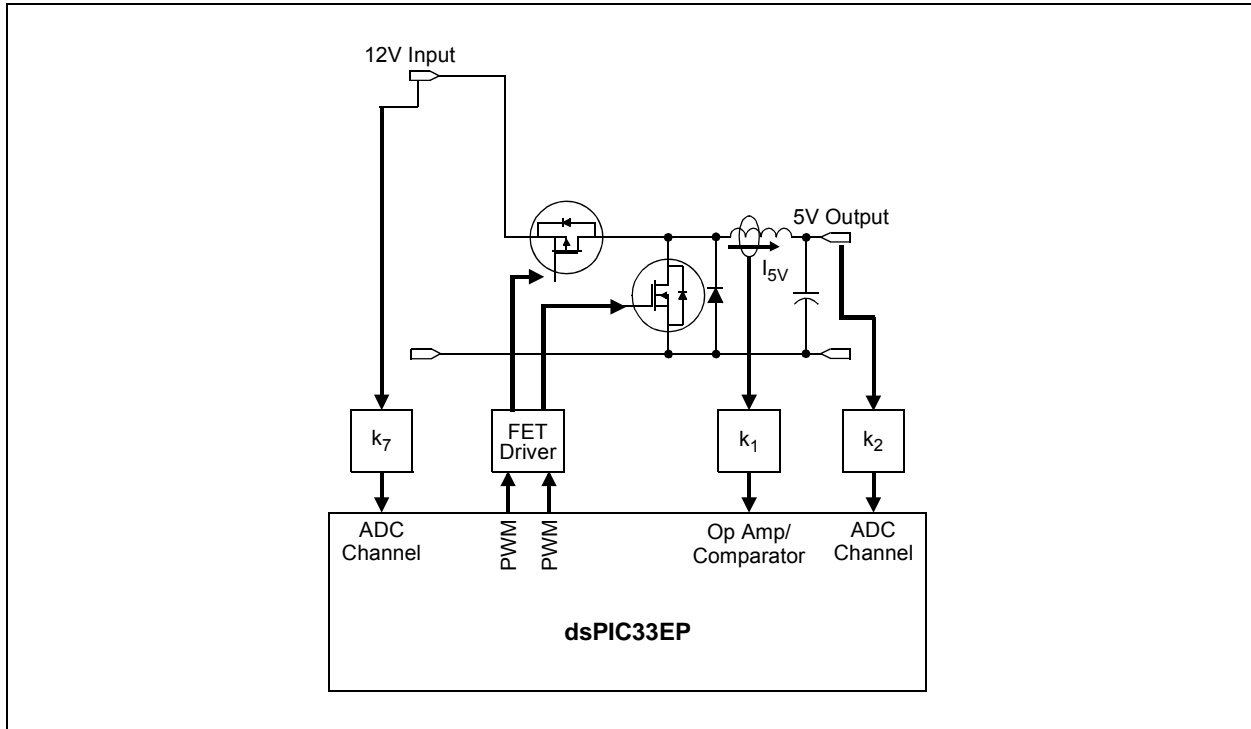 12V Input
5V Output
I5V
k7
FET
Driver
k1
k2
ADC
Channel
PWM
PWM
Op Amp/
Comparator
ADC
Channel
dsPIC33EP